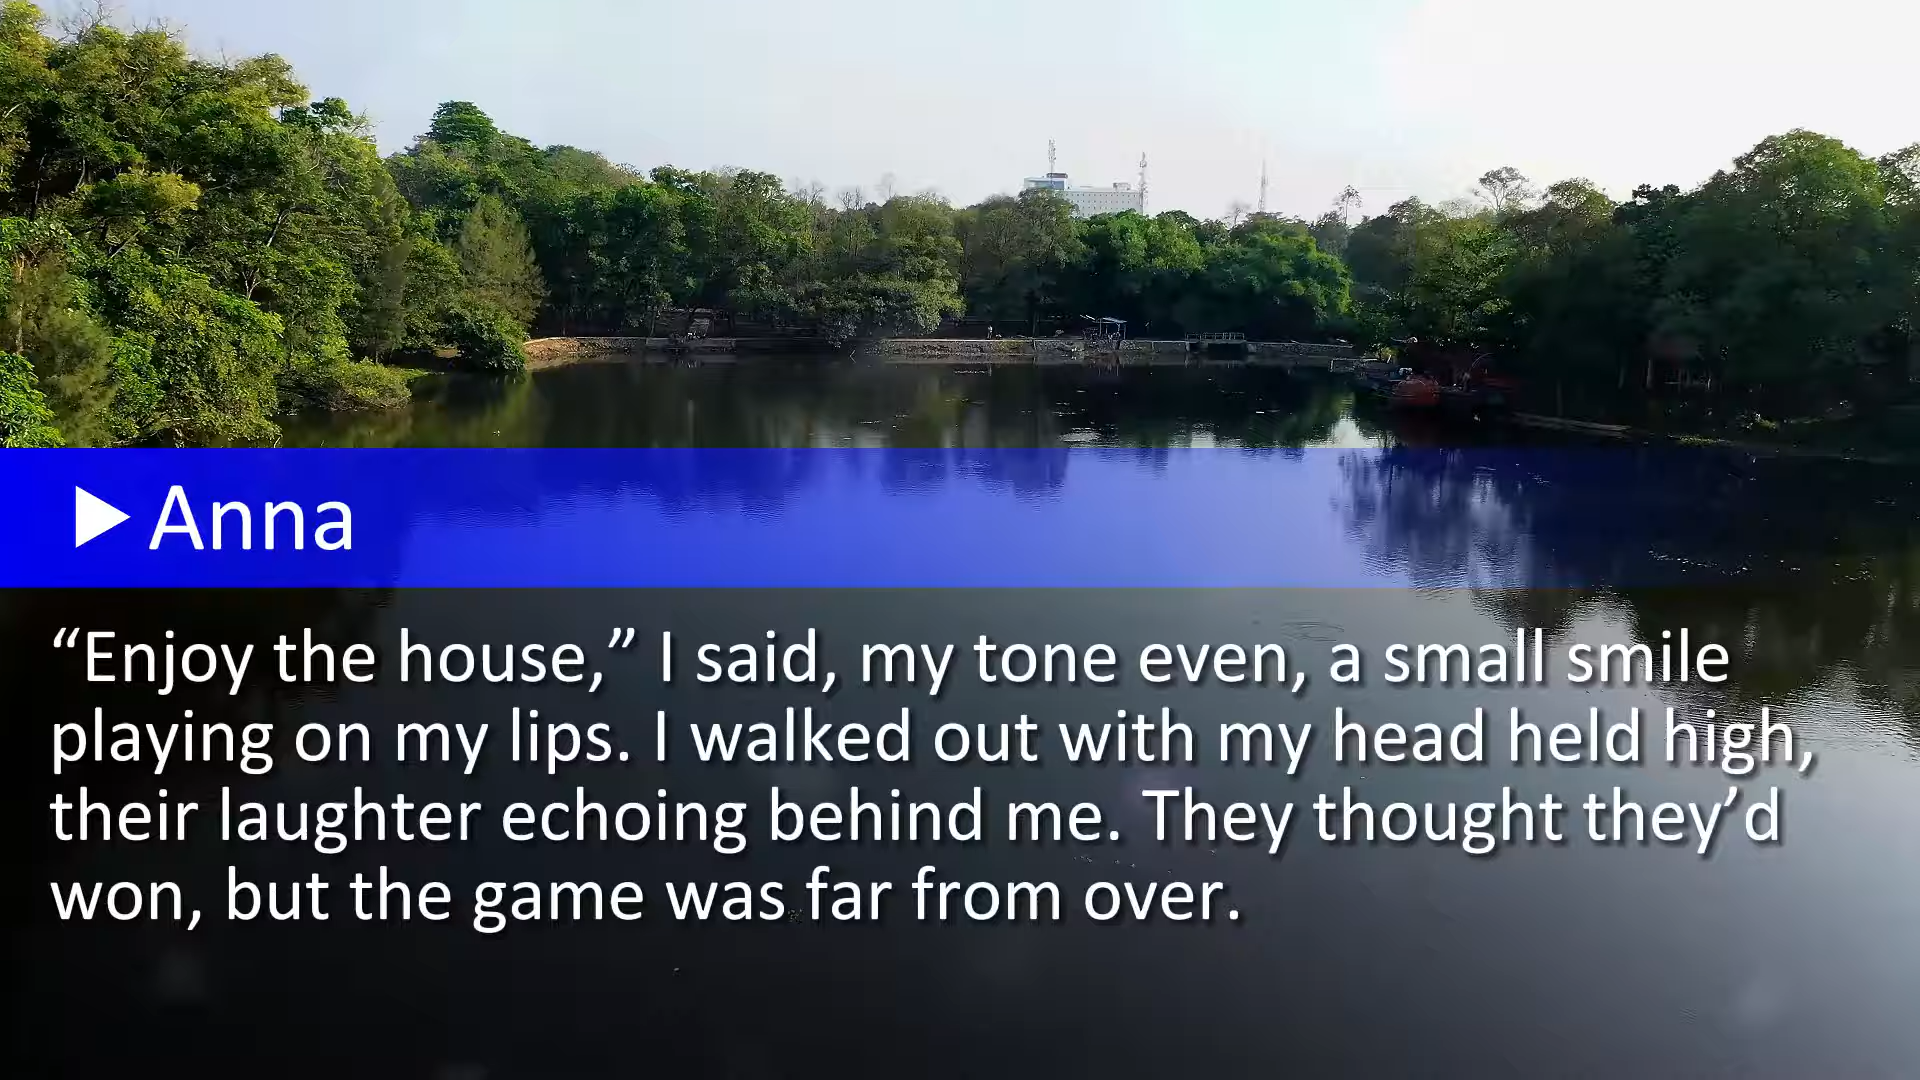 Anna
“Enjoy the house,” I said, my tone even, a small smile
playing on my lips. I walked out with my head held high,
their laughter echoing behind me. They thought they’d
won, but the game was far from over.